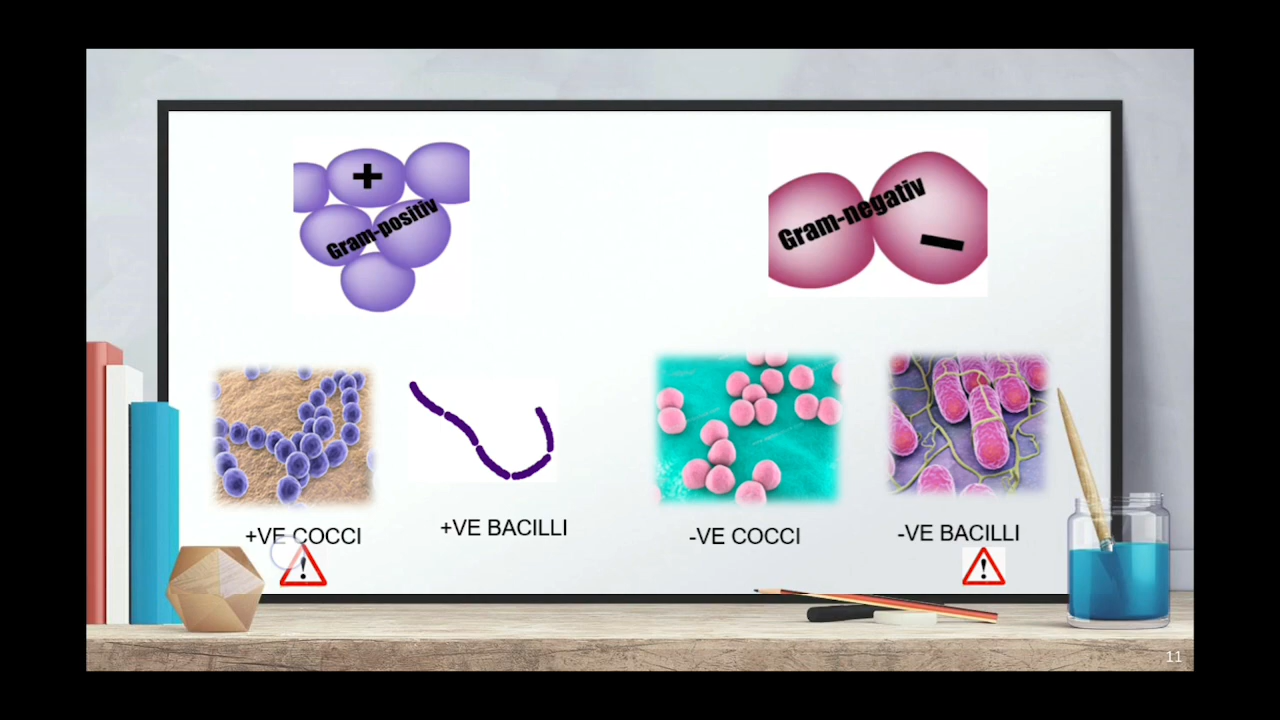 +
Gram-positiv
Gram-negativ
-
+VE COCCI
+VE BACILLI
-VE COCCI
-VE BACILLI
!
!
11